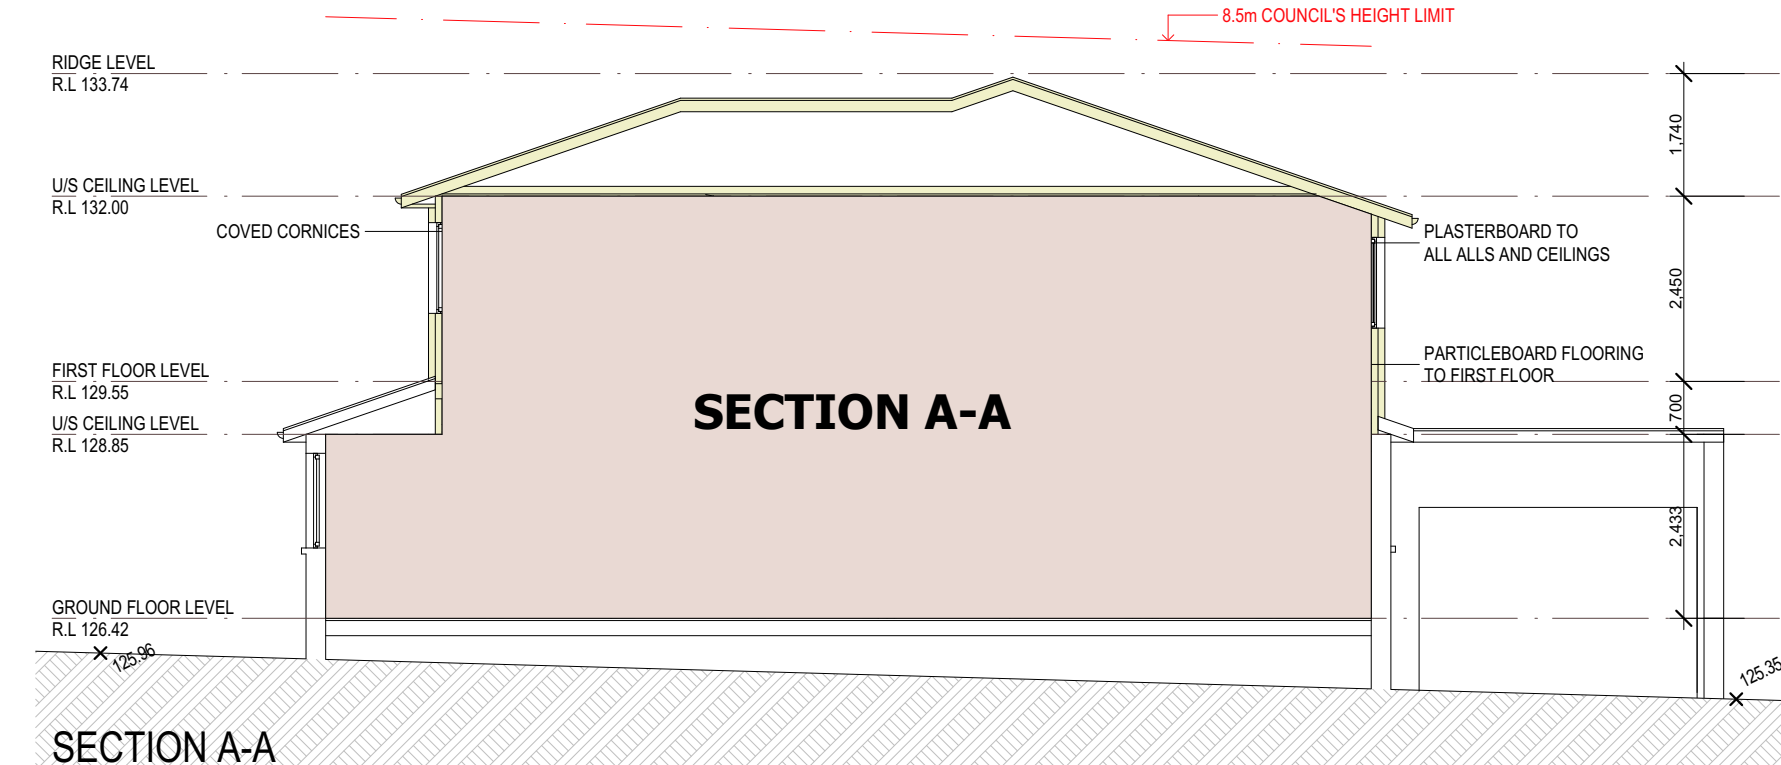 8.5m COUNCIL'S HEIGHT LIMIT
RIDGE LEVEL
R.L 133.74
1,740
U/S CEILING LEVEL
R.L 132.00
COVED CORNICES
PLASTERBOARD TO
ALL ALLS AND CEILINGS
2,450
PARTICLEBOARD FLOORING
TO FIRST FLOOR
FIRST FLOOR LEVEL
R.L 129.55
SECTION A-A
700
U/S CEILING LEVEL
R.L 128.85
2,433
GROUND FLOOR LEVEL
R.L 126.42
125.96
125.35
SECTION A-A